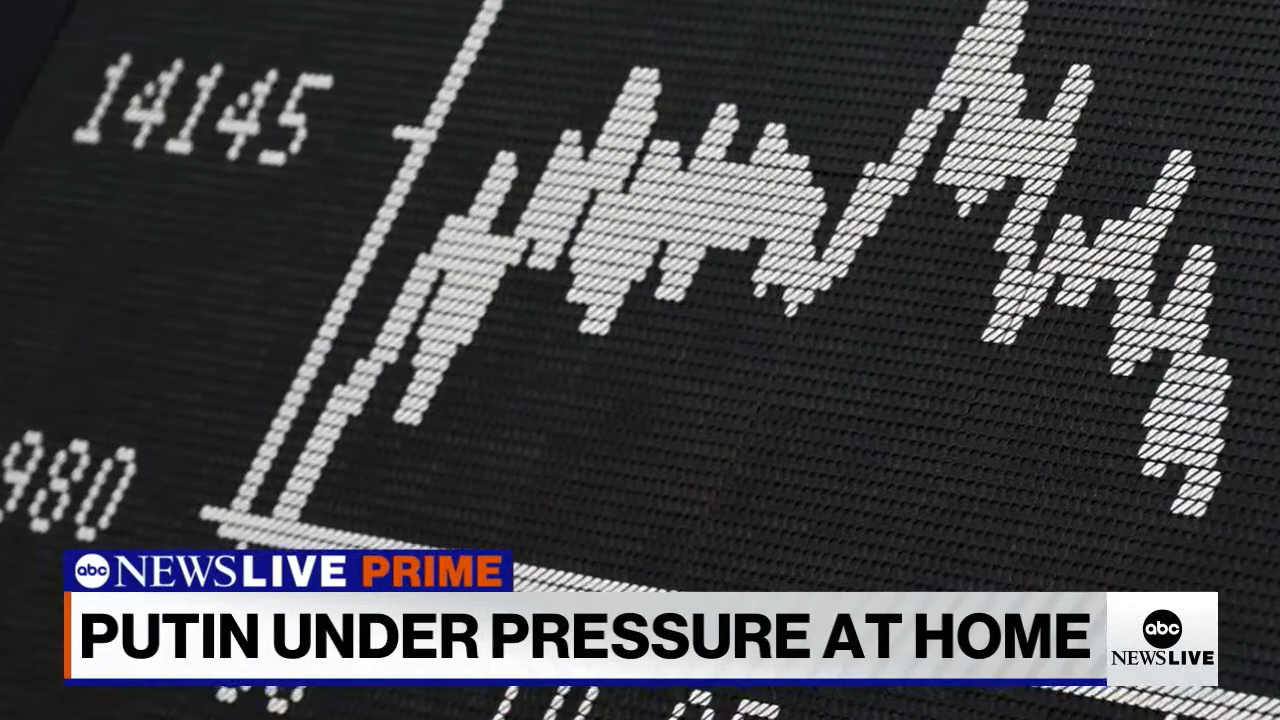 14145
980
abc NEWS LIVE PRIME
PUTIN UNDER PRESSURE AT HOME
abc
NEWS LIVE